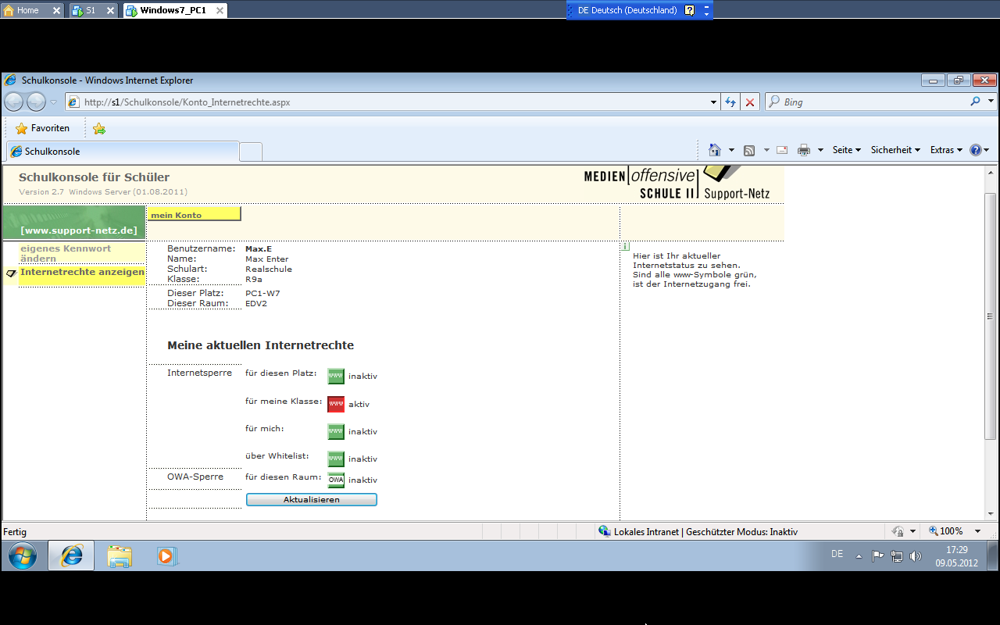 Home
S1
Windows7_PC1
DE Deutsch (Deutschland)
Schulkonsole - Windows Internet Explorer
http://s1/Schulkonsole/Konto_Internetrechte.aspx
Bing
Favoriten
Schulkonsole
Seite
Sicherheit
Extras
Schulkonsole für Schüler
Version 2.7 Windows Server (01.08.2011)
MEDIEN offensive
SCHULE II Support-Netz
[www.support-netz.de]
mein Konto
eigenes Kennwort
ändern
Internetrechte anzeigen
Benutzername: Max.E
Name: Max Enter
Schulart: Realschule
Klasse: R9a
Dieser Platz: PC1-W7
Dieser Raum: EDV2
Hier ist Ihr aktueller
Internetstatus zu sehen.
Sind alle www-Symbole grün,
ist der Internetzugang frei.
Meine aktuellen Internetrechte
Internetsperre für diesen Platz: www inaktiv
für meine Klasse: www aktiv
für mich: www inaktiv
über Whitelist: www inaktiv
OWA-Sperre für diesen Raum: OWA inaktiv
Aktualisieren
Fertig
Lokales Intranet | Geschützter Modus: Inaktiv
100%
DE
17:29
09.05.2012